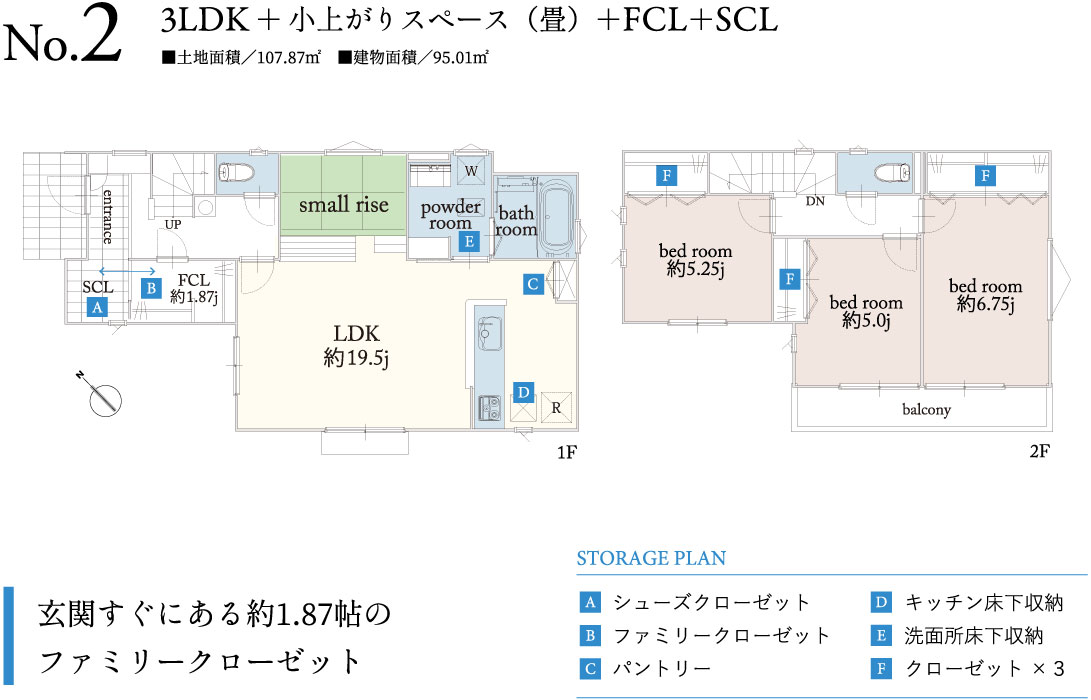 No.2
3LDK＋小上がりスペース（畳）＋FCL＋SCL
■土地面積／107.87㎡　■建物面積／95.01㎡
entrance
UP
small rise
W
powder
room
E
bath
room
SCL
A
B
FCL
約1.87j
C
LDK
約19.5j
D
R
N
1F
F
F
DN
bed room
約5.25j
F
bed room
約5.0j
bed room
約6.75j
balcony
2F
玄関すぐにある約1.87帖の
ファミリークローゼット
STORAGE PLAN
A シューズクローゼット
B ファミリークローゼット
C パントリー
D キッチン床下収納
E 洗面所床下収納
F クローゼット × 3